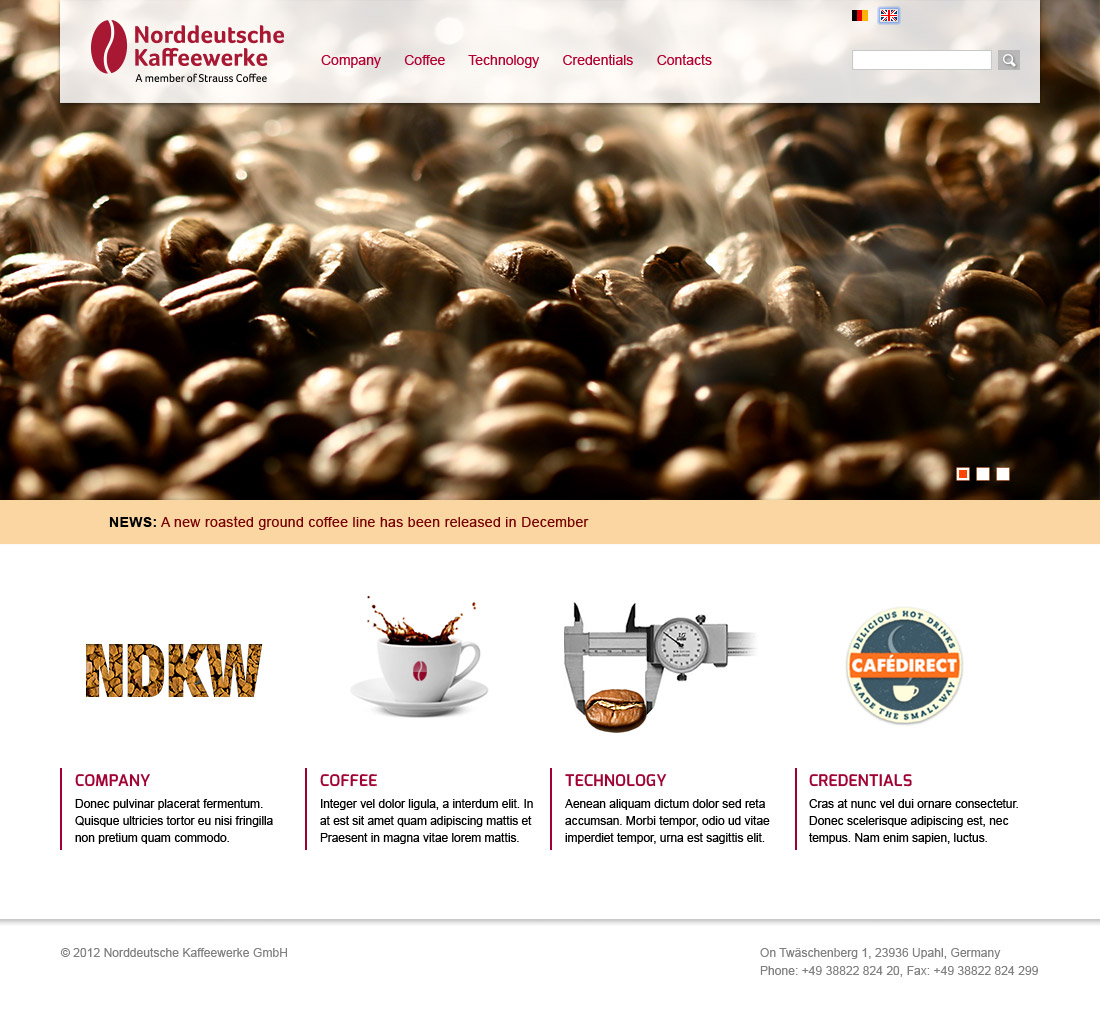 Norddeutsche
Kaffeewerke
A member of Strauss Coffee
Company Coffee Technology Credentials Contacts
NEWS: A new roasted ground coffee line has been released in December
NDKW
DELICIOUS HOT DRINKS
CAFÉDIRECT
MADE THE SMALL WAY
COMPANY
Donec pulvinar placerat fermentum.
Quisque ultricies tortor eu nisi fringilla
non pretium quam commodo.
COFFEE
Integer vel dolor ligula, a interdum elit. In
at est sit amet quam adipiscing mattis et
Praesent in magna vitae lorem mattis.
TECHNOLOGY
Aenean aliquam dictum dolor sed reta
accumsan. Morbi tempor, odio ud vitae
imperdiet tempor, urna est sagittis elit.
CREDENTIALS
Cras at nunc vel dui ornare consectetur.
Donec scelerisque adipiscing est, nec
tempus. Nam enim sapien, luctus.
© 2012 Norddeutsche Kaffeewerke GmbH
On Twäschenberg 1, 23936 Upahl, Germany
Phone: +49 38822 824 20, Fax: +49 38822 824 299